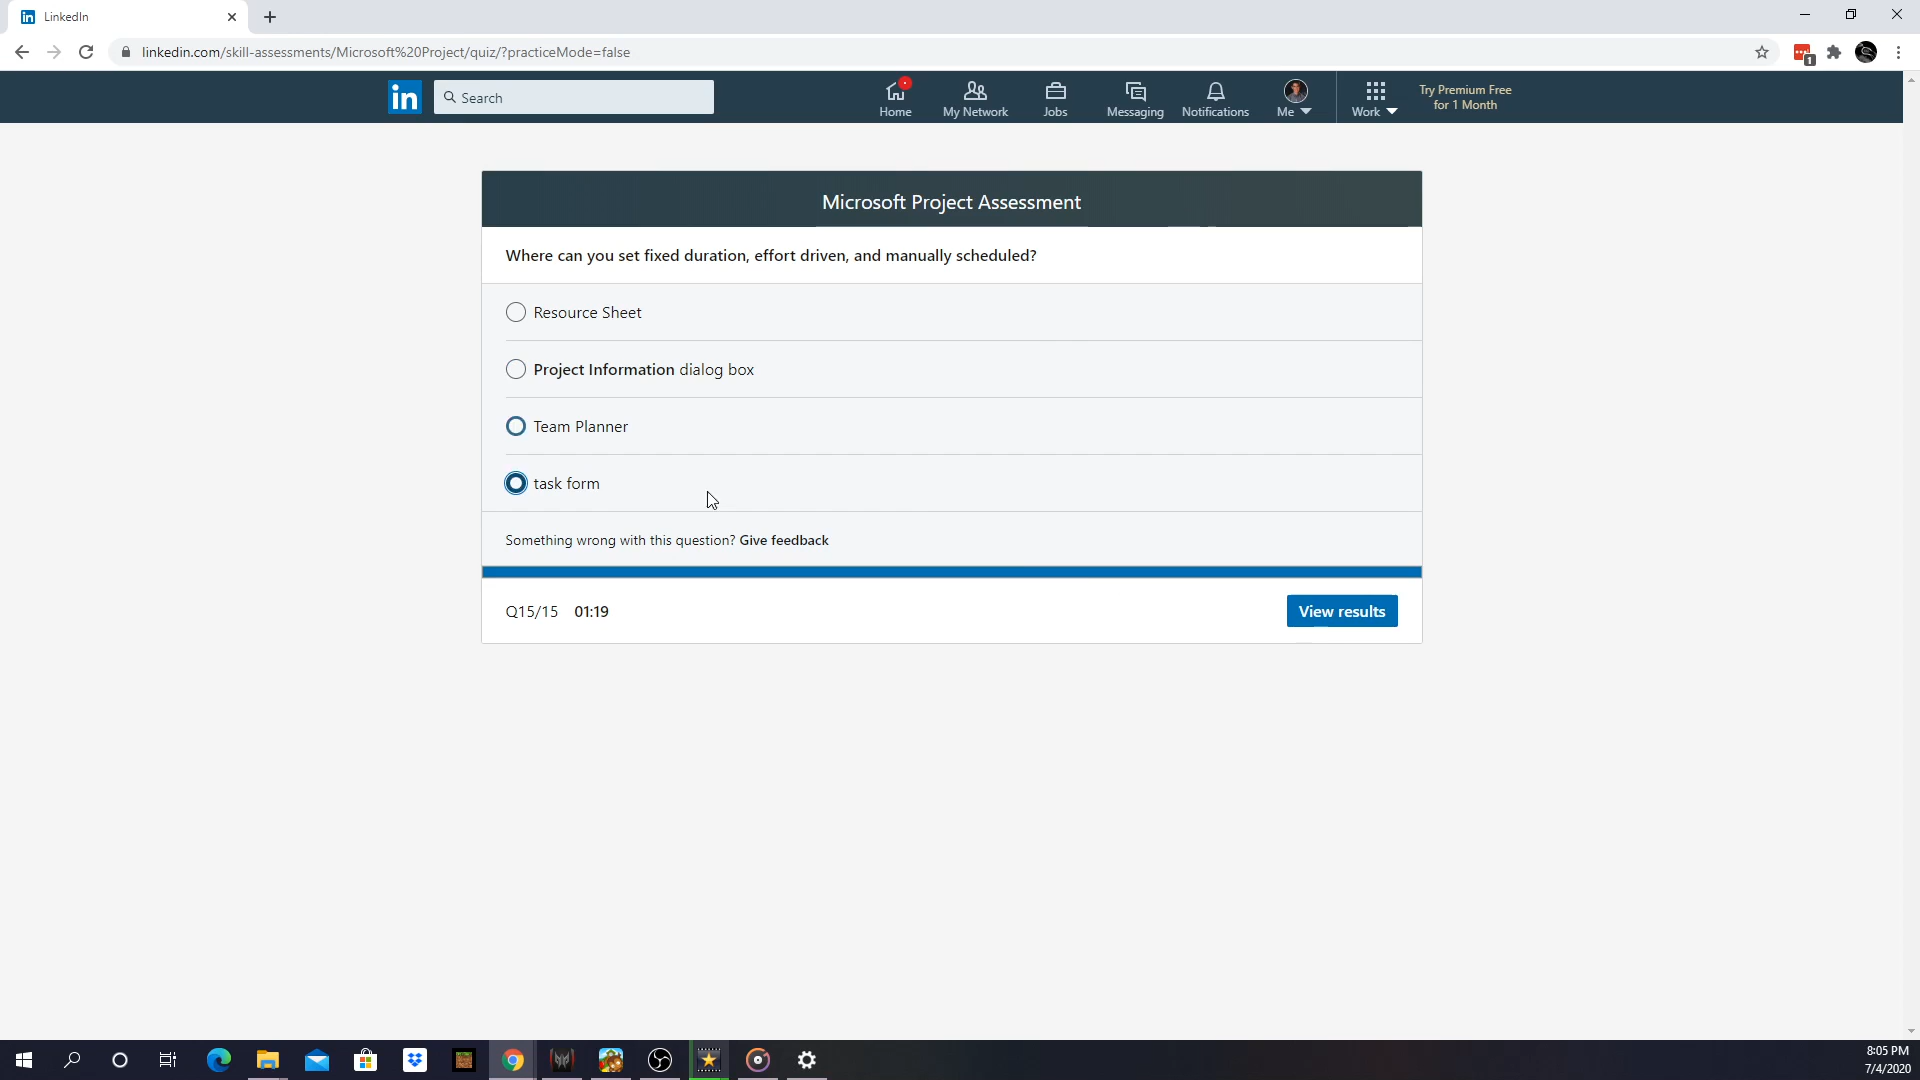 LinkedIn
linkedin.com/skill-assessments/Microsoft%20Project/quiz/?practiceMode=false
1
in
Search
Home
My Network
Jobs
Messaging
Notifications
Me
Work
Try Premium Free
for 1 Month
Microsoft Project Assessment
Where can you set fixed duration, effort driven, and manually scheduled?
Resource Sheet
Project Information dialog box
Team Planner
task form
Something wrong with this question? Give feedback
Q15/15 01:19
View results
8:05 PM
7/4/2020